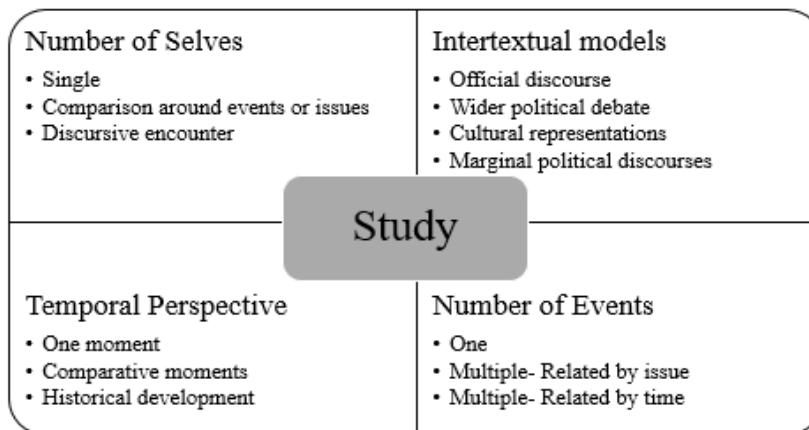 Number of Selves
• Single
• Comparison around events or issues
• Discursive encounter
Intertextual models
• Official discourse
• Wider political debate
• Cultural representations
• Marginal political discourses
Study
Temporal Perspective
• One moment
• Comparative moments
• Historical development
Number of Events
• One
• Multiple- Related by issue
• Multiple- Related by time